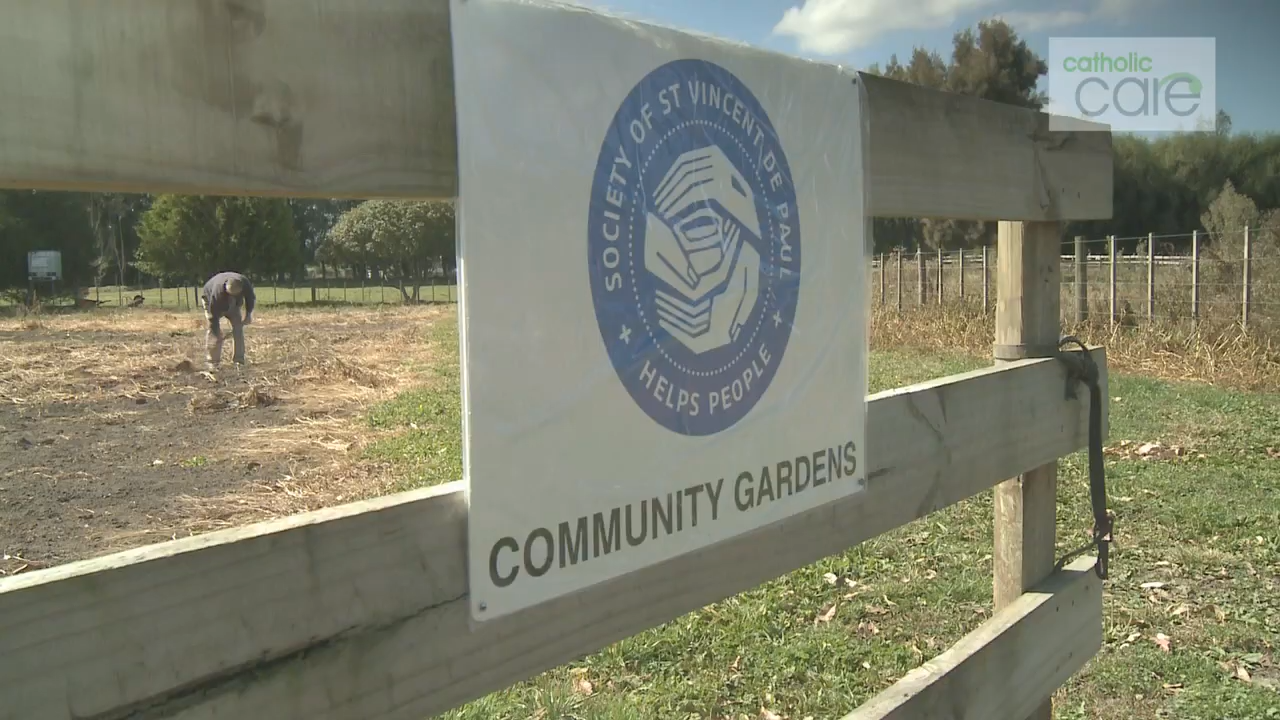 catholic
care
SOCIETY OF ST VINCENT DE PAUL
HELPS PEOPLE
COMMUNITY GARDENS